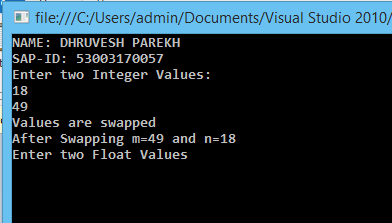 file:///C:/Users/admin/Documents/Visual Studio 2010/
NAME: DHRUVESH PAREKH
SAP-ID: 53003170057
Enter two Integer Values:
18
49
Values are swapped
After Swapping m=49 and n=18
Enter two Float Values